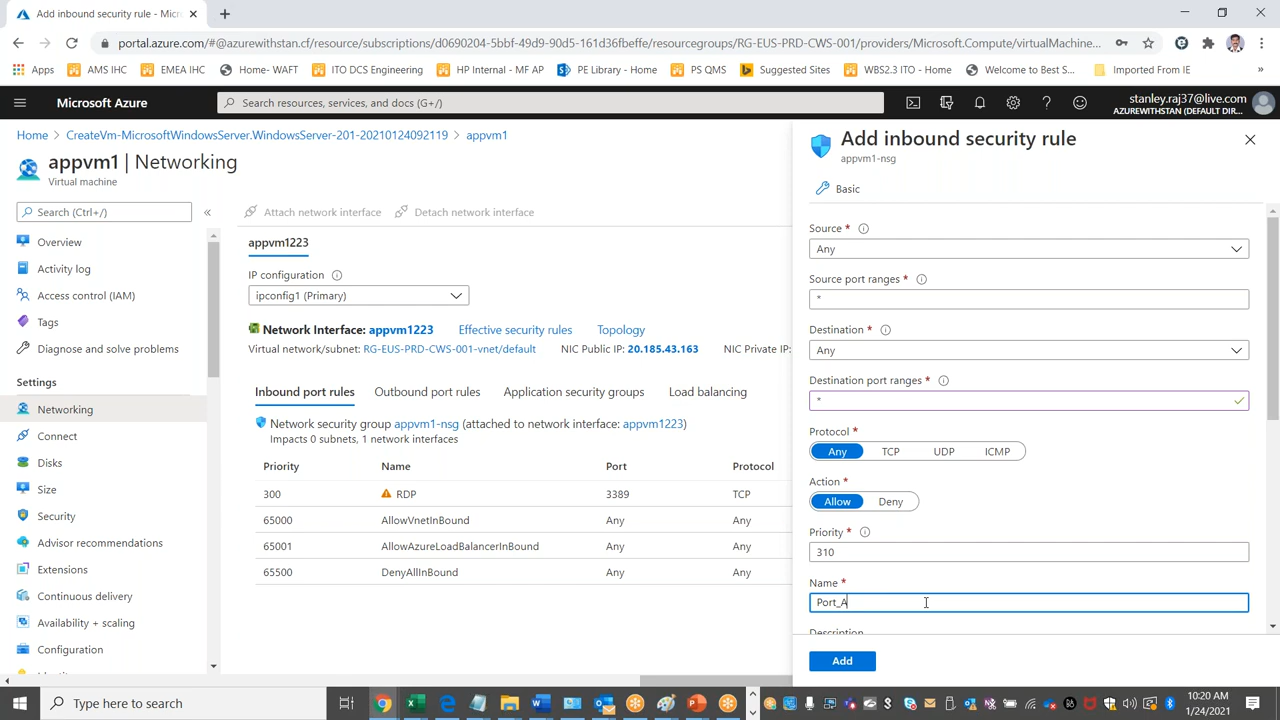 Add inbound security rule - Micr
portal.azure.com/#@azurewithstan.cf/resource/subscriptions/d0690204-5bbf-49d9-90d5-161d36fbeffe/resourcegroups/RG-EUS-PRD-CWS-001/providers/Microsoft.Compute/virtualMachine...
Apps AMS IHC EMEA IHC Home- WAFT ITO DCS Engineering HP Internal - MF AP PE Library - Home PS QMS Suggested Sites WBS2.3 ITO - Home Welcome to Best S... Imported From IE »
Microsoft Azure Search resources, services, and docs (G+/) stanley.raj37@live.com
AZUREWITHSTAN (DEFAULT DIR...
Home > CreateVm-MicrosoftWindowsServer.WindowsServer-201-20210124092119 > appvm1
appvm1 | Networking
Virtual machine
Search (Ctrl+/) «
Overview
Activity log
Access control (IAM)
Tags
Diagnose and solve problems
Settings
Networking
Connect
Disks
Size
Security
Advisor recommendations
Extensions
Continuous delivery
Availability + scaling
Configuration
Attach network interface Detach network interface
appvm1223
IP configuration
ipconfig1 (Primary)
Network Interface: appvm1223 Effective security rules Topology
Virtual network/subnet: RG-EUS-PRD-CWS-001-vnet/default NIC Public IP: 20.185.43.163 NIC Private IP:
Inbound port rules Outbound port rules Application security groups Load balancing
Network security group appvm1-nsg (attached to network interface: appvm1223)
Impacts 0 subnets, 1 network interfaces
Priority Name Port Protocol
300 RDP 3389 TCP
65000 AllowVnetInBound Any Any
65001 AllowAzureLoadBalancerInBound Any Any
65500 DenyAllInBound Any Any
Add inbound security rule
appvm1-nsg
Basic
Source *
Any
Source port ranges *
*
Destination *
Any
Destination port ranges *
*
Protocol *
Any TCP UDP ICMP
Action *
Allow Deny
Priority *
310
Name *
Port_A
Description
Add
Type here to search
10:20 AM
1/24/2021